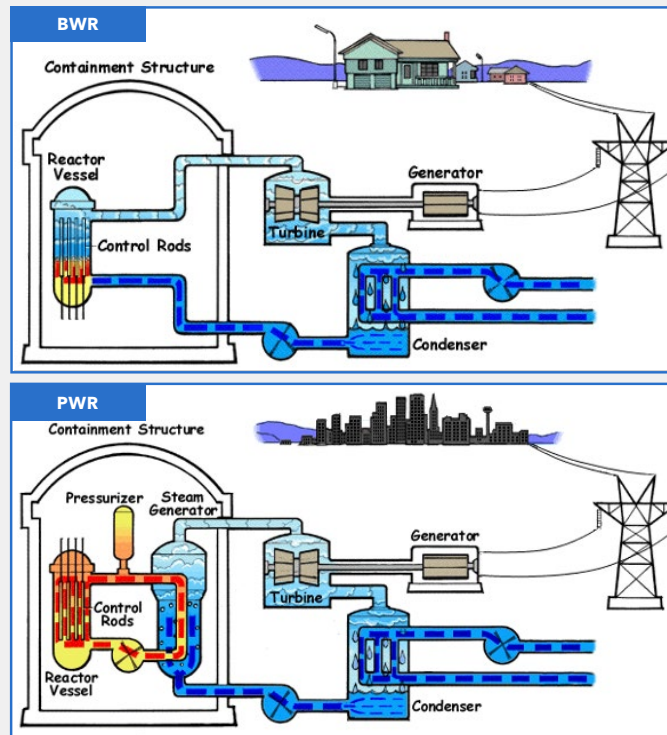 BWR
Containment Structure
Reactor
Vessel
Generator
Control Rods
Turbine
Condenser
PWR
Containment Structure
Pressurizer
Steam
Generator
Generator
Control
Rods
Turbine
Reactor
Vessel
Condenser